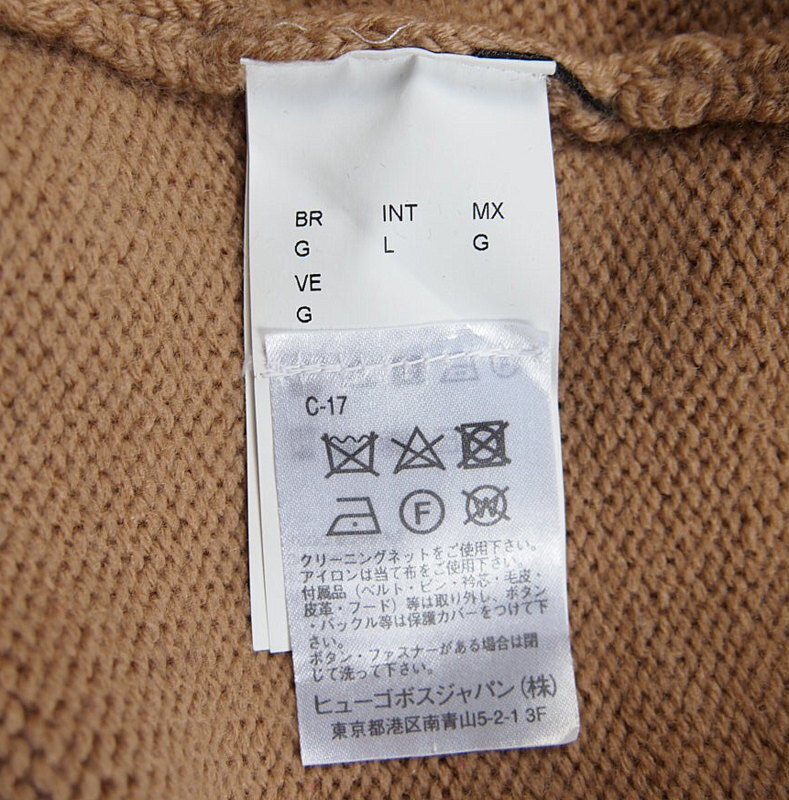 BR INT MX
G L G
VE
G
C-17
F
W
クリーニングネットをご使用下さい。
アイロンは当て布をご使用下さい。
付属品（ベルト・ピン・衿芯・毛皮・
皮革・フード）等は取り外し、ボタン
・バックル等は保護カバーをつけて下
さい。
ボタン・ファスナーがある場合は閉
じて洗って下さい。
ヒューゴボスジャパン(株)
東京都港区南青山5-2-1 3F